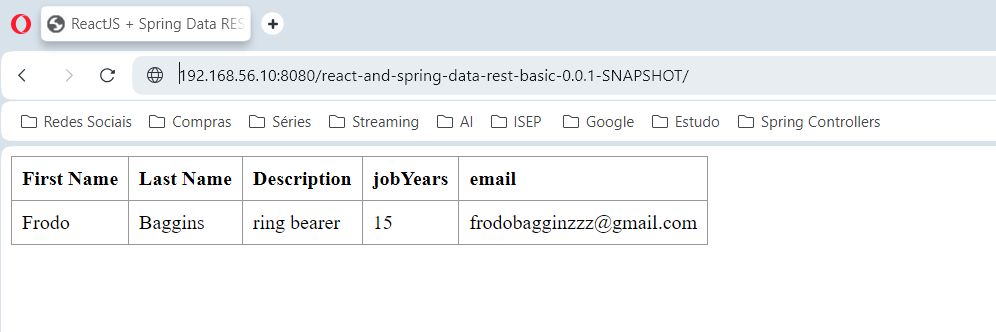 ReactJS + Spring Data RES
192.168.56.10:8080/react-and-spring-data-rest-basic-0.0.1-SNAPSHOT/
Redes Sociais Compras Séries Streaming AI ISEP Google Estudo Spring Controllers
First Name Last Name Description jobYears email
Frodo Baggins ring bearer 15 frodobagginzzz@gmail.com